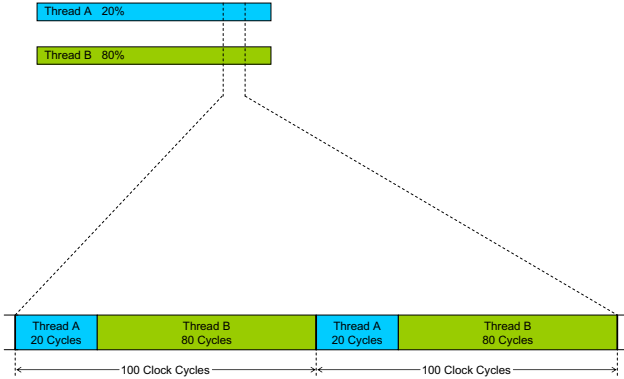 Thread A 20%
Thread B 80%
Thread A
20 Cycles
Thread B
80 Cycles
Thread A
20 Cycles
Thread B
80 Cycles
100 Clock Cycles
100 Clock Cycles